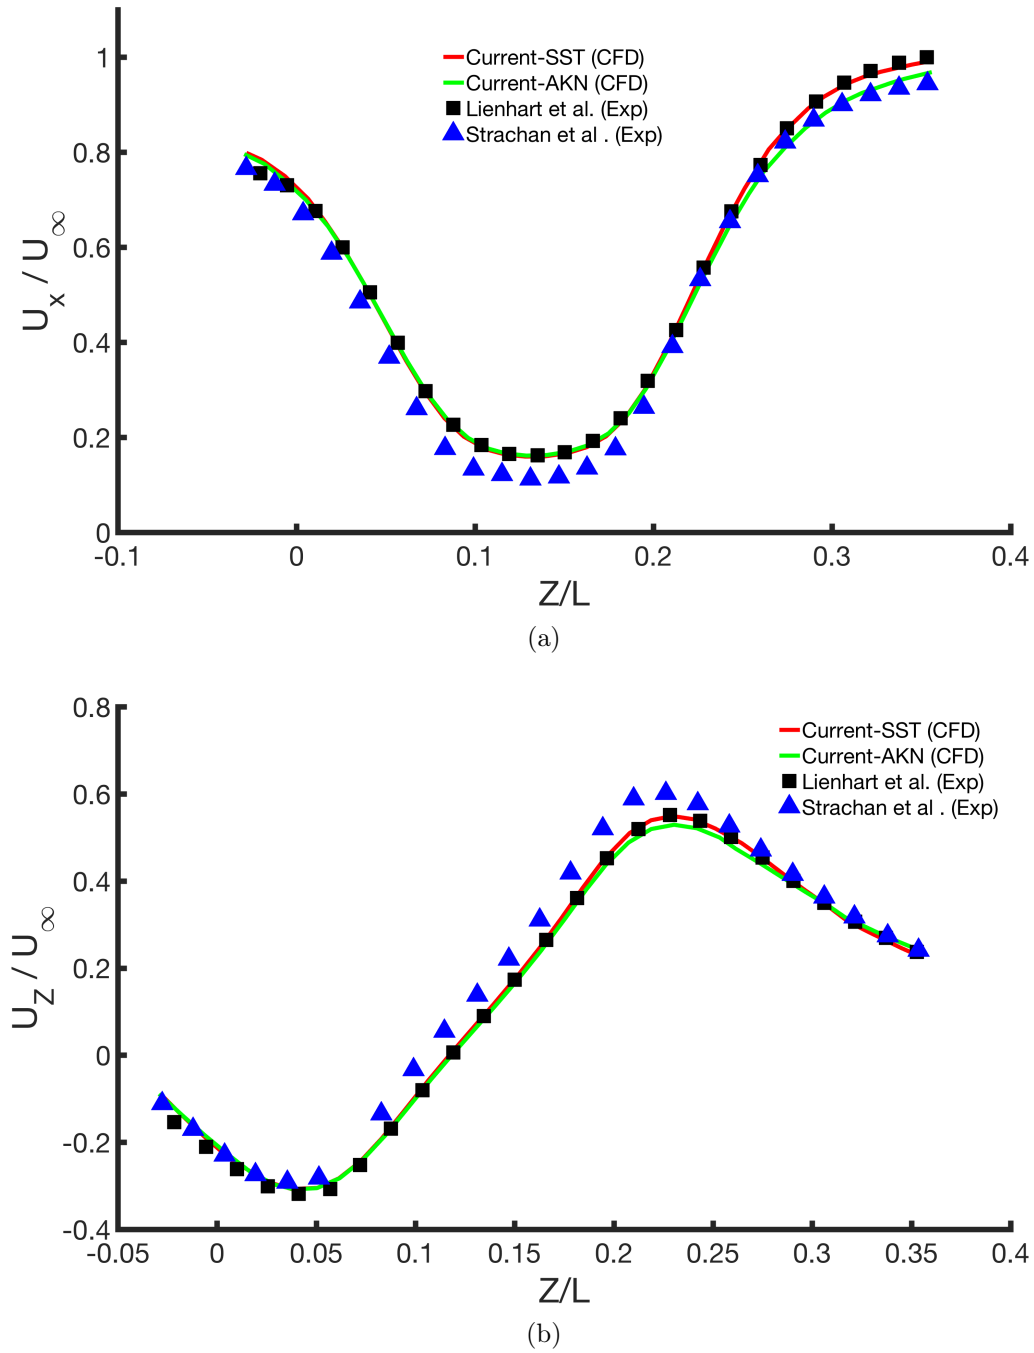 Current-SST (CFD)
Current-AKN (CFD)
Lienhart et al. (Exp)
Strachan et al . (Exp)
1
0.8
0.6
0.4
0.2
0
U_x / U_∞
-0.1
0
0.1
0.2
0.3
0.4
Z/L
(a)
Current-SST (CFD)
Current-AKN (CFD)
Lienhart et al. (Exp)
Strachan et al . (Exp)
0.8
0.6
0.4
0.2
0
-0.2
-0.4
U_Z / U_∞
-0.05
0
0.05
0.1
0.15
0.2
0.25
0.3
0.35
0.4
Z/L
(b)